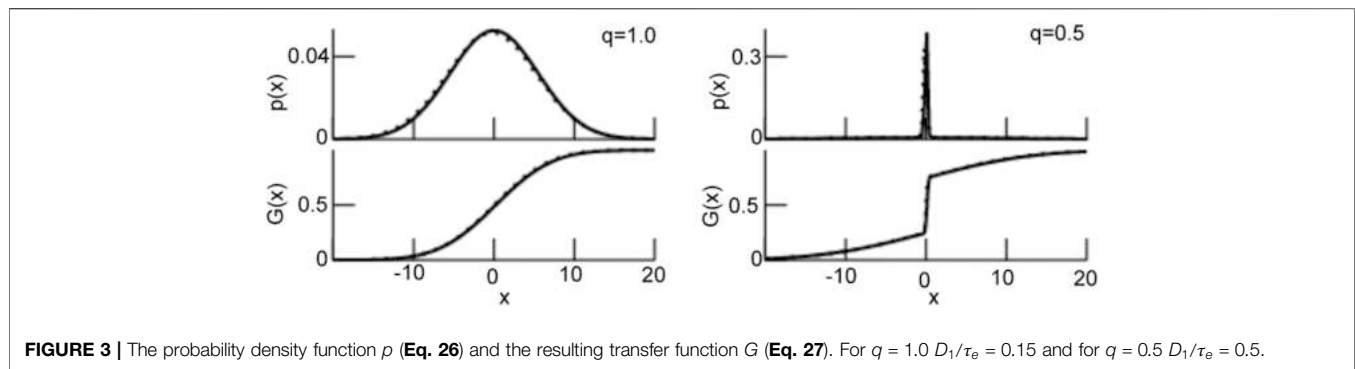 q=1.0
0.04
p(x)
0
G(x)
0.5
0
-10
0
10
20
x
q=0.5
0.3
p(x)
0
G(x)
0.5
0
-10
0
10
20
x
FIGURE 3 | The probability density function p (Eq. 26) and the resulting transfer function G (Eq. 27). For q = 1.0 D₁/τₑ = 0.15 and for q = 0.5 D₁/τₑ = 0.5.